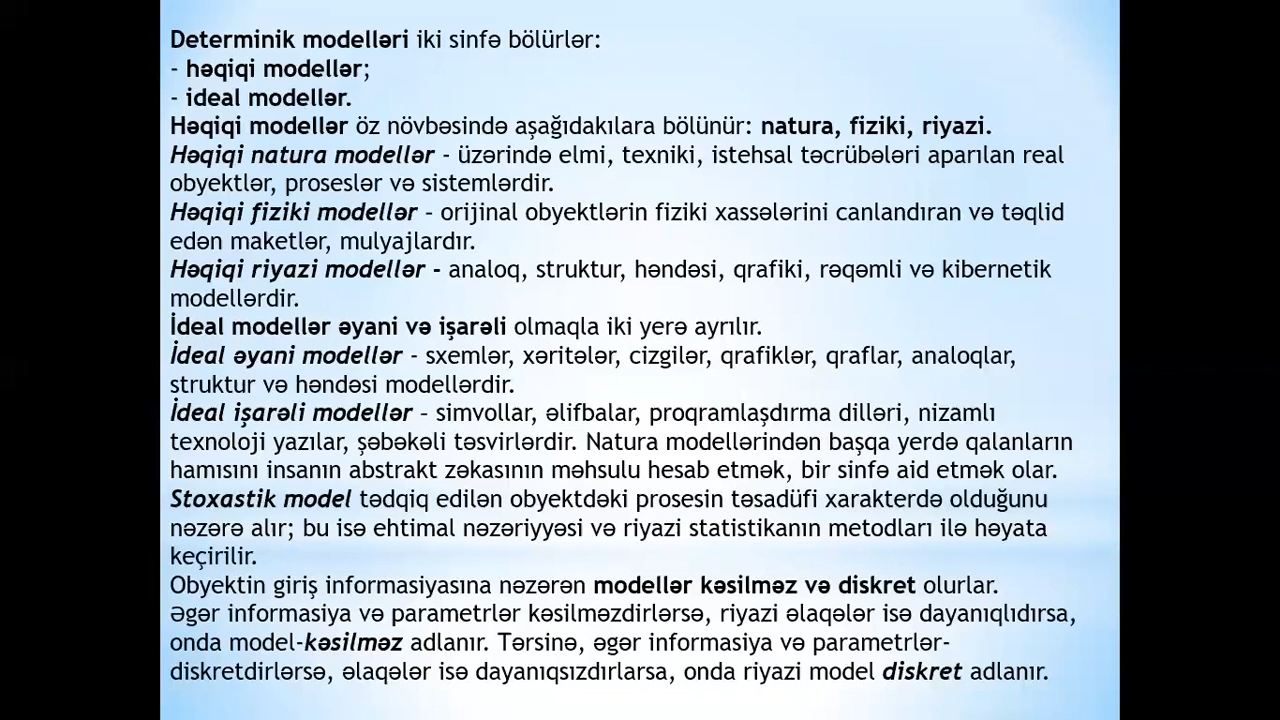 Determinik modelləri iki sinfə bölürlər:
- həqiqi modellər;
- ideal modellər.
Həqiqi modellər öz növbəsində aşağıdakılara bölünür: natura, fiziki, riyazi.
Həqiqi natura modellər - üzərində elmi, texniki, istehsal təcrübələri aparılan real
obyektlər, proseslər və sistemlərdir.
Həqiqi fiziki modellər – orijinal obyektlərin fiziki xassələrini canlandıran və təqlid
edən maketlər, mulyajlardır.
Həqiqi riyazi modellər - analoq, struktur, həndəsi, qrafiki, rəqəmli və kibernetik
modellərdir.
İdeal modellər əyani və işarəli olmaqla iki yerə ayrılır.
İdeal əyani modellər - sxemlər, xəritələr, cizgilər, qrafiklər, qraflar, analoqlar,
struktur və həndəsi modellərdir.
İdeal işarəli modellər – simvollar, əlifbalar, proqramlaşdırma dilləri, nizamlı
texnoloji yazılar, şəbəkəli təsvirlərdir. Natura modellərindən başqa yerdə qalanların
hamısını insanın abstrakt zəkasının məhsulu hesab etmək, bir sinfə aid etmək olar.
Stoxastik model tədqiq edilən obyektdəki prosesin təsadüfi xarakterdə olduğunu
nəzərə alır; bu isə ehtimal nəzəriyyəsi və riyazi statistikanın metodları ilə həyata
keçirilir.
Obyektin giriş informasiyasına nəzərən modellər kəsilməz və diskret olurlar.
Əgər informasiya və parametrlər kəsilməzdirlərsə, riyazi əlaqələr isə dayanıqlıdırsa,
onda model-kəsilməz adlanır. Tərsinə, əgər informasiya və parametrlər-
diskretdirlərsə, əlaqələr isə dayanıqsızdırlarsa, onda riyazi model diskret adlanır.